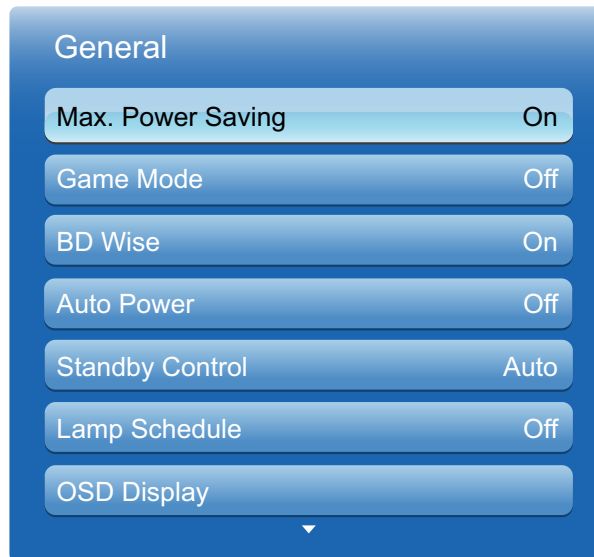 General
Max. Power Saving On
Game Mode Off
BD Wise On
Auto Power Off
Standby Control Auto
Lamp Schedule Off
OSD Display